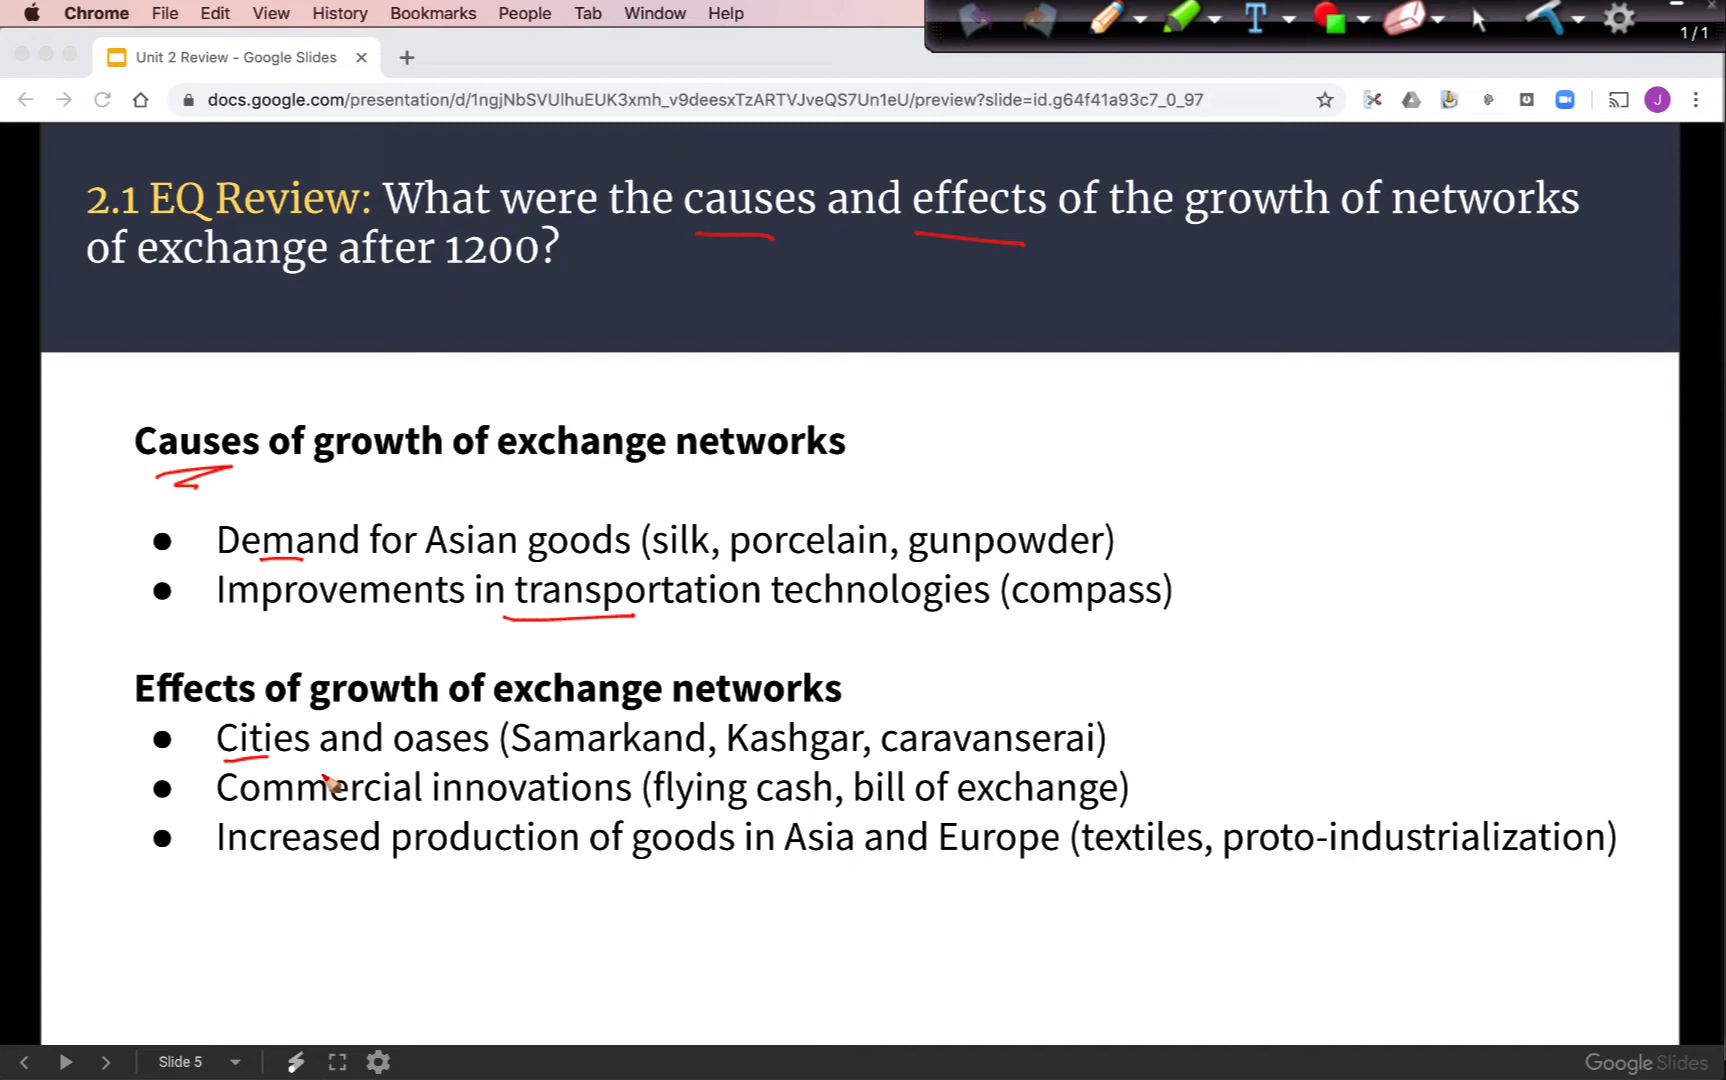 Chrome File Edit View History Bookmarks People Tab Window Help
1 / 1
Unit 2 Review - Google Slides
docs.google.com/presentation/d/1ngjNbSVUlhuEUK3xmh_v9deesxTzARTVJveQS7Un1eU/preview?slide=id.g64f41a93c7_0_97
J
2.1 EQ Review: What were the causes and effects of the growth of networks
of exchange after 1200?
Causes of growth of exchange networks
● Demand for Asian goods (silk, porcelain, gunpowder)
● Improvements in transportation technologies (compass)
Effects of growth of exchange networks
● Cities and oases (Samarkand, Kashgar, caravanserai)
● Commercial innovations (flying cash, bill of exchange)
● Increased production of goods in Asia and Europe (textiles, proto-industrialization)
Slide 5
Google Slides